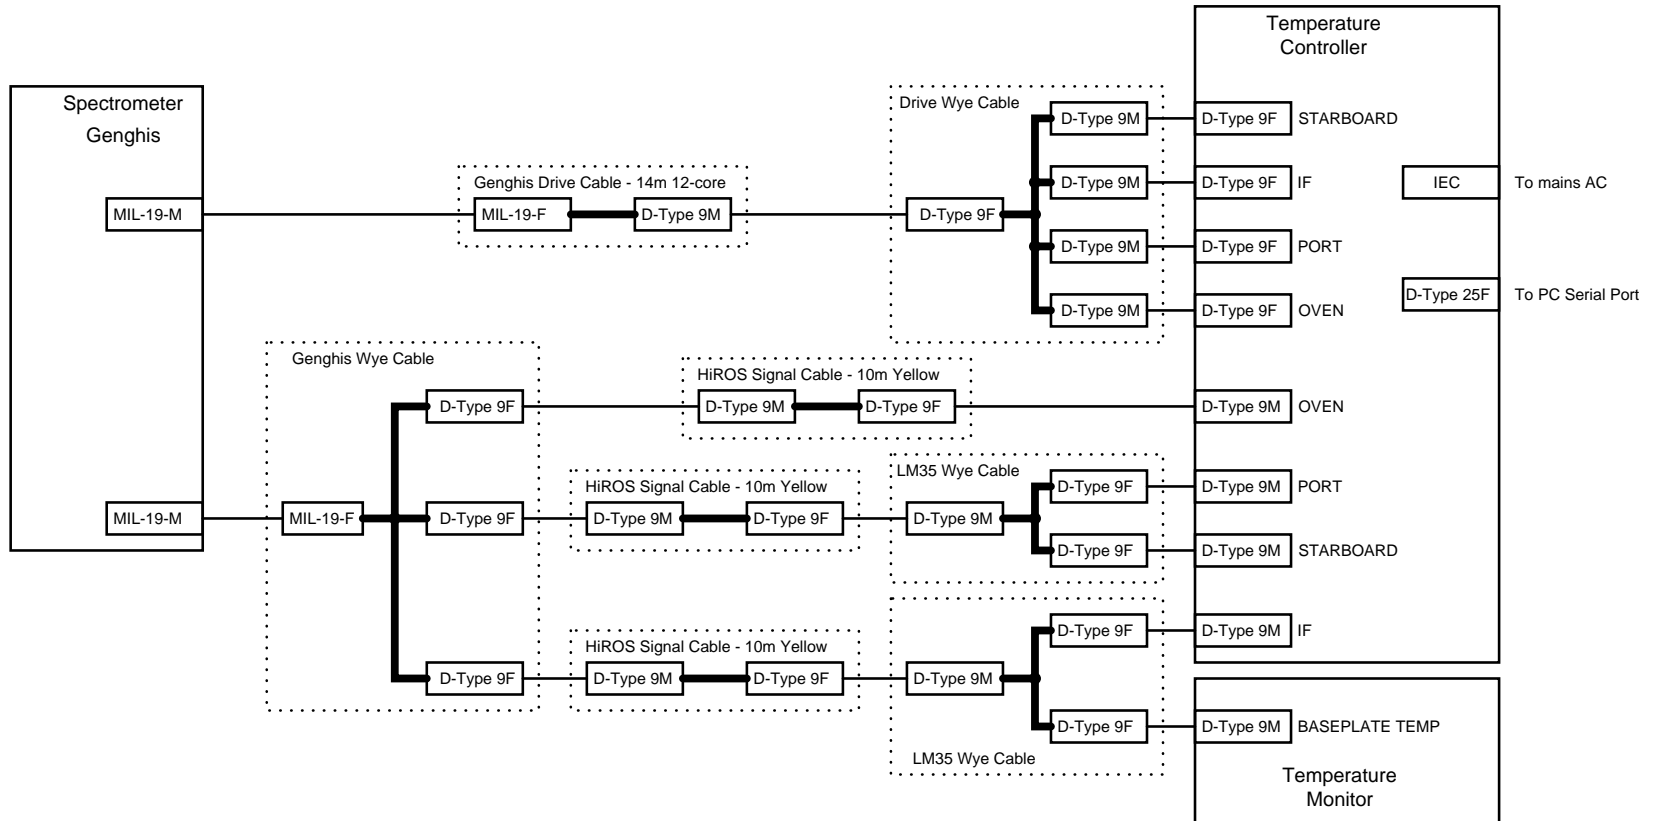 Temperature
Controller
Spectrometer
Genghis
Drive Wye Cable
D-Type 9M
D-Type 9F
STARBOARD
Genghis Drive Cable - 14m 12-core
D-Type 9M
D-Type 9F
IF
IEC
To mains AC
MIL-19-M
MIL-19-F
D-Type 9M
D-Type 9F
D-Type 9M
D-Type 9F
PORT
D-Type 25F
To PC Serial Port
D-Type 9M
D-Type 9F
OVEN
Genghis Wye Cable
HiROS Signal Cable - 10m Yellow
D-Type 9F
D-Type 9M
D-Type 9F
D-Type 9M
OVEN
LM35 Wye Cable
HiROS Signal Cable - 10m Yellow
D-Type 9F
D-Type 9M
PORT
MIL-19-M
MIL-19-F
D-Type 9F
D-Type 9M
D-Type 9F
D-Type 9M
D-Type 9F
D-Type 9M
STARBOARD
D-Type 9F
D-Type 9M
IF
HiROS Signal Cable - 10m Yellow
D-Type 9F
D-Type 9M
D-Type 9F
D-Type 9M
D-Type 9F
D-Type 9M
BASEPLATE TEMP
LM35 Wye Cable
Temperature
Monitor